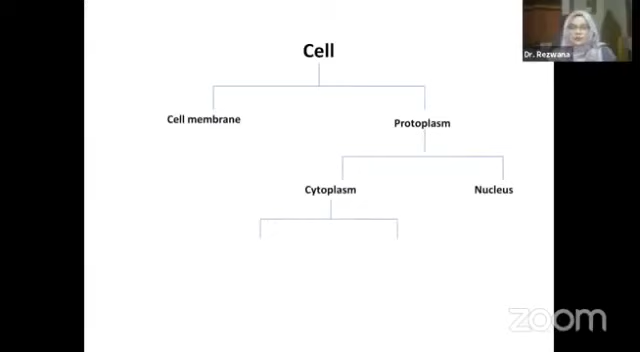 Cell
Dr. Rezwana
Cell membrane
Protoplasm
Cytoplasm
Nucleus
zoom